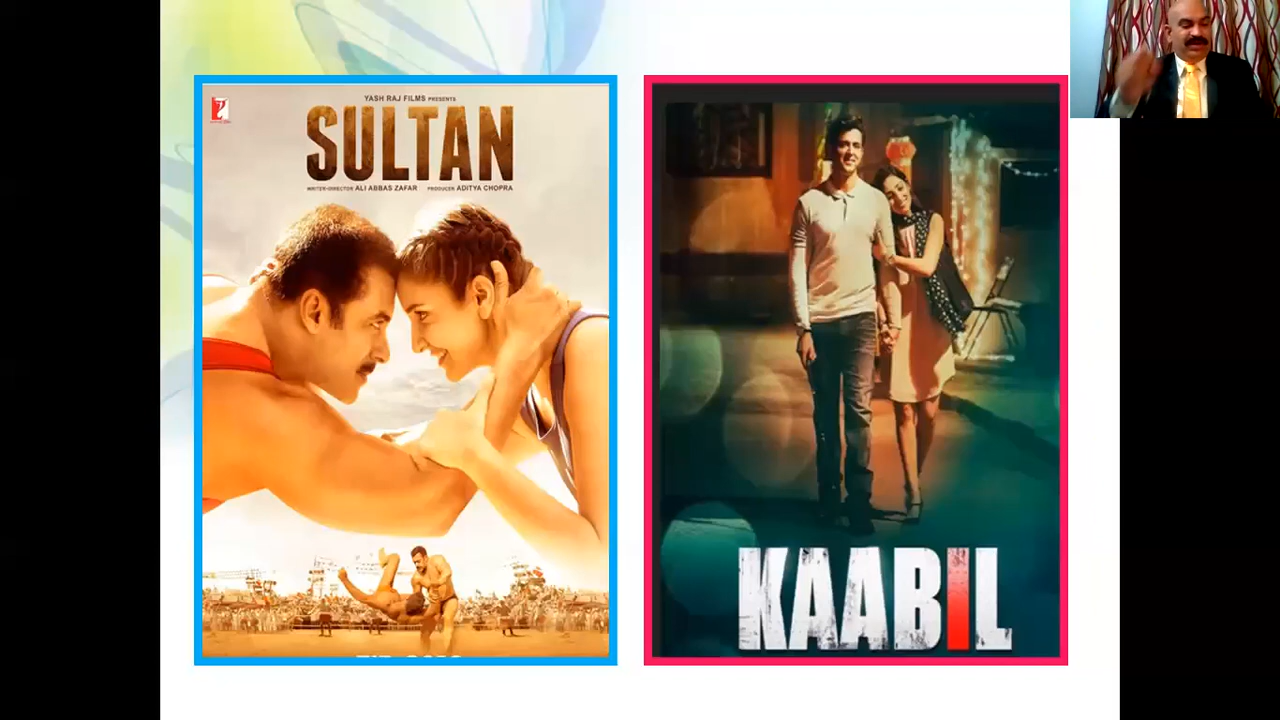 YASH RAJ FILMS PRESENTS
SULTAN
WRITER-DIRECTOR ALI ABBAS ZAFAR PRODUCER ADITYA CHOPRA
KAABIL